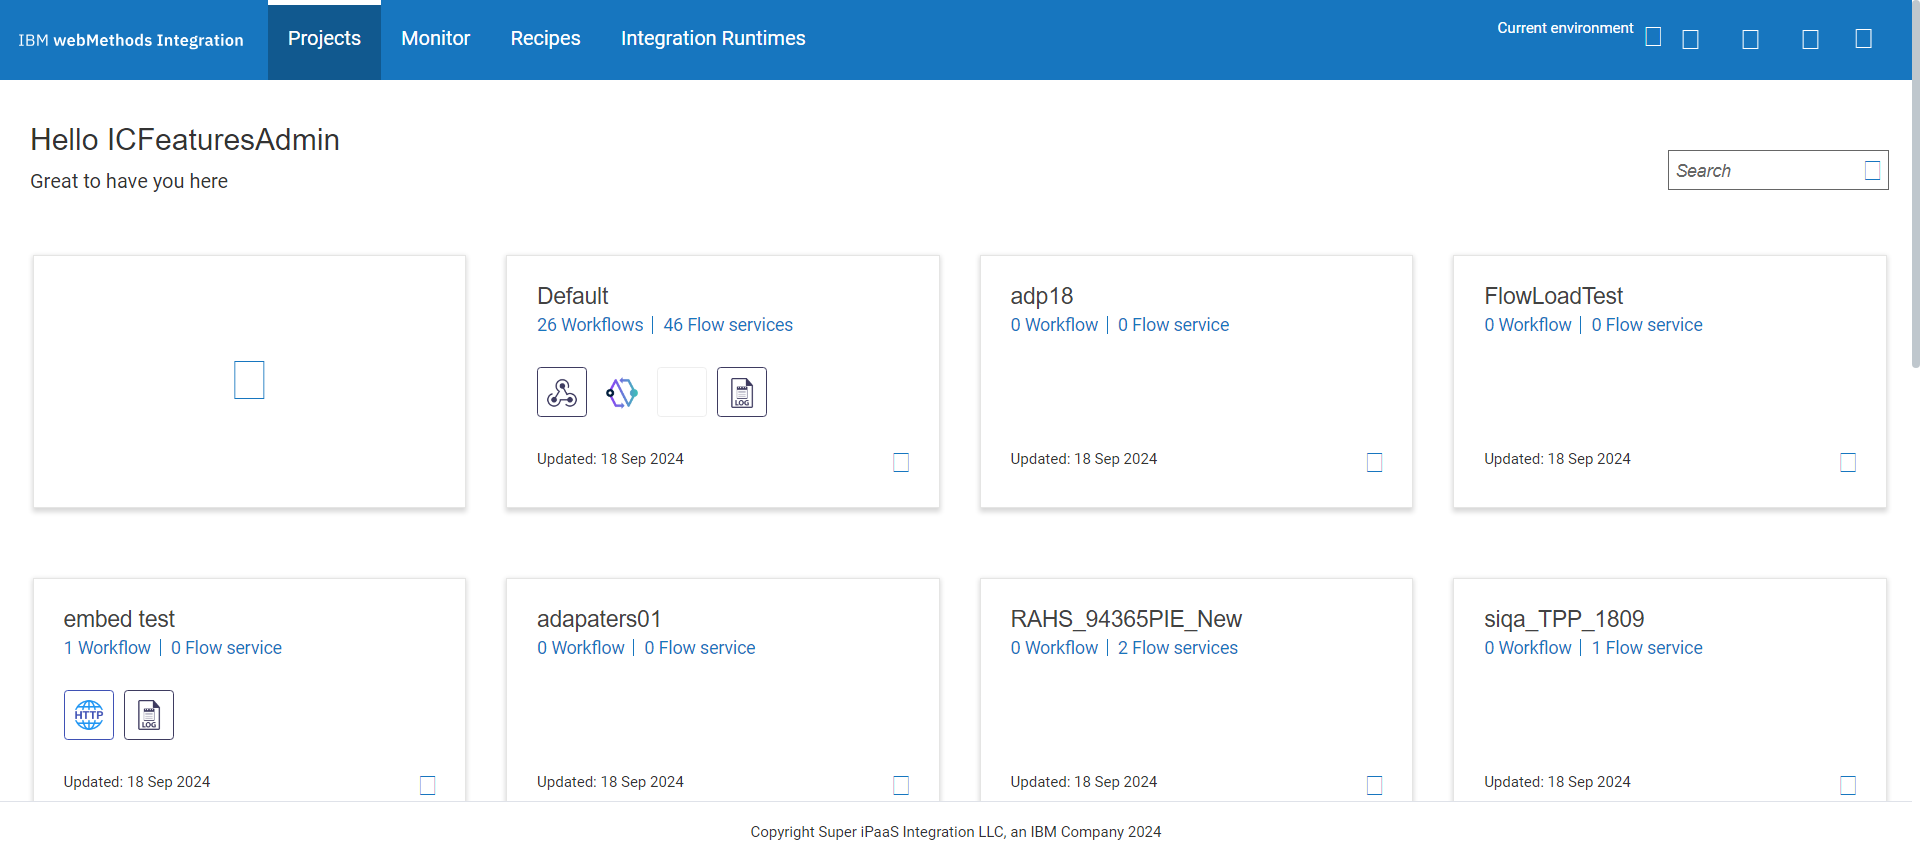 IBM webMethods Integration
Projects
Monitor
Recipes
Integration Runtimes
Current environment
Hello ICFeaturesAdmin
Great to have you here
Search
Default
26 Workflows | 46 Flow services
LOG
Updated: 18 Sep 2024
adp18
0 Workflow | 0 Flow service
Updated: 18 Sep 2024
FlowLoadTest
0 Workflow | 0 Flow service
Updated: 18 Sep 2024
embed test
1 Workflow | 0 Flow service
HTTP
LOG
Updated: 18 Sep 2024
adapaters01
0 Workflow | 0 Flow service
Updated: 18 Sep 2024
RAHS_94365PIE_New
0 Workflow | 2 Flow services
Updated: 18 Sep 2024
siqa_TPP_1809
0 Workflow | 1 Flow service
Updated: 18 Sep 2024
Copyright Super iPaaS Integration LLC, an IBM Company 2024